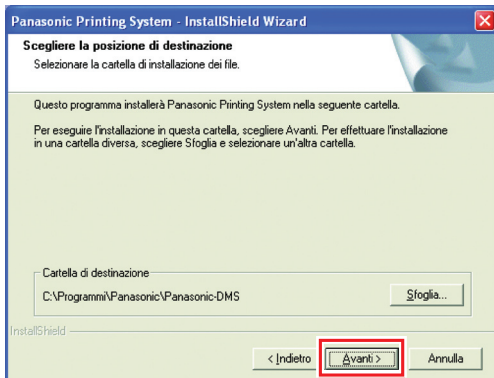 Panasonic Printing System - InstallShield Wizard
Scegliere la posizione di destinazione
Selezionare la cartella di installazione dei file.
Questo programma installerà Panasonic Printing System nella seguente cartella.
Per eseguire l'installazione in questa cartella, scegliere Avanti. Per effettuare l'installazione
in una cartella diversa, scegliere Sfoglia e selezionare un'altra cartella.
Cartella di destinazione
C:\Programmi\Panasonic\Panasonic-DMS
Sfoglia...
InstallShield
< Indietro
Avanti >
Annulla